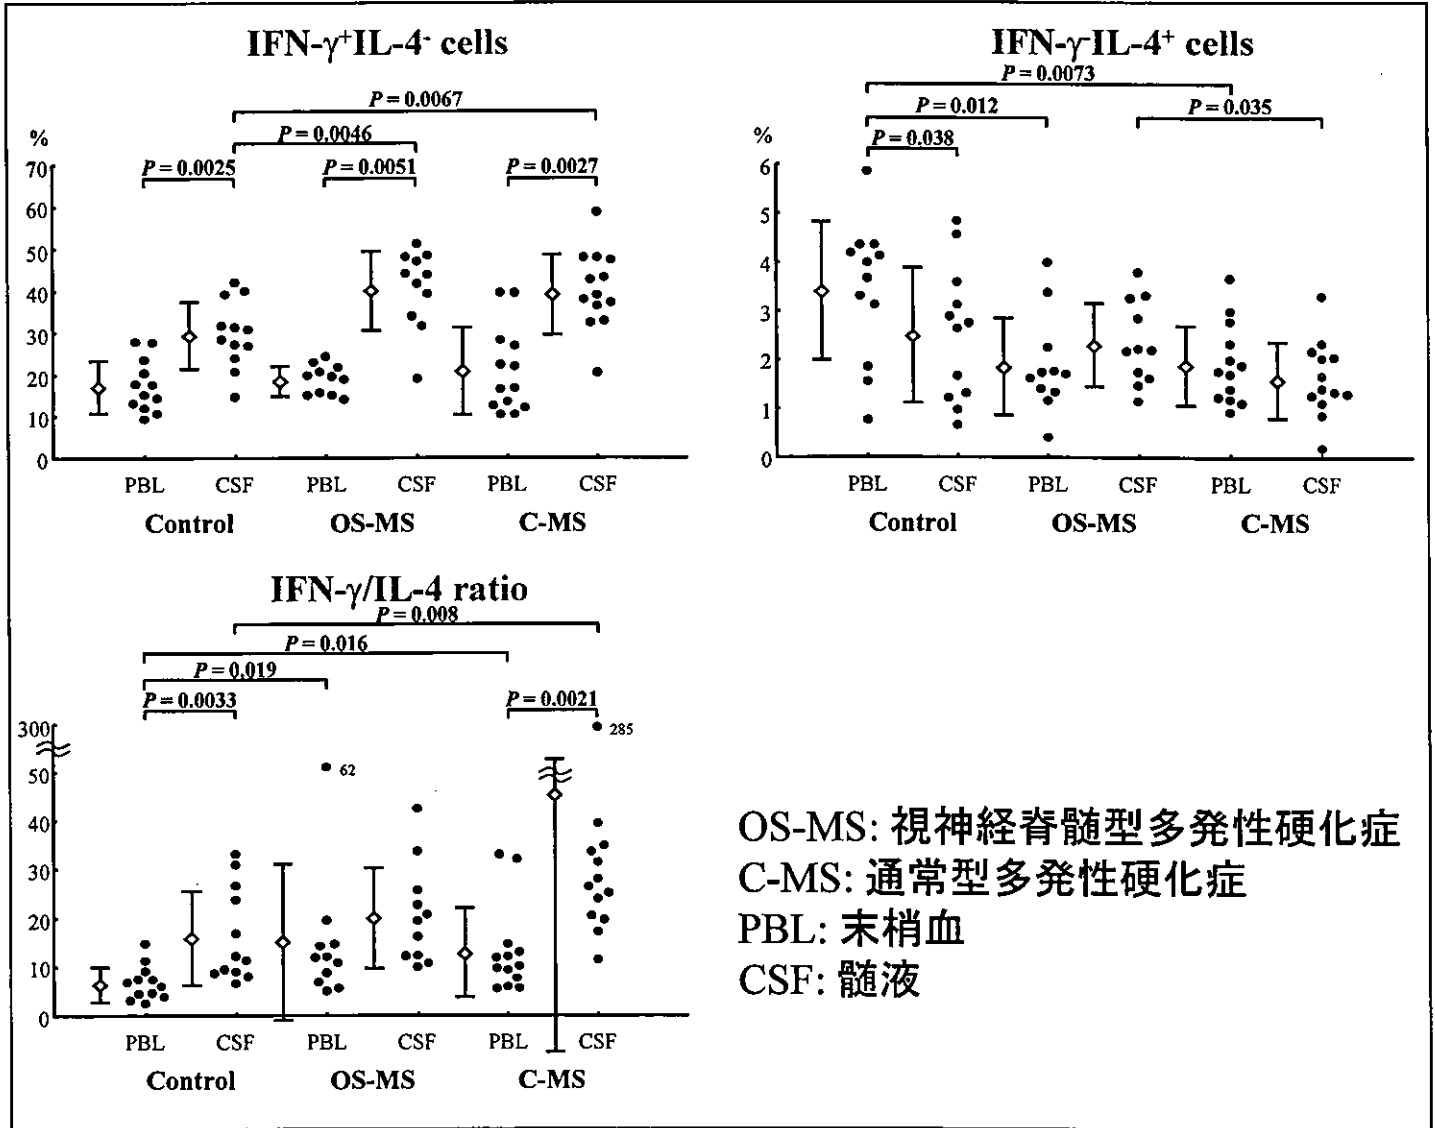 IFN-γ⁺IL-4⁻ cells
P = 0.0067
P = 0.0046
P = 0.0025
P = 0.0051
P = 0.0027
%
70
60
50
40
30
20
10
0
PBL CSF PBL CSF PBL CSF
Control OS-MS C-MS
IFN-γ⁻IL-4⁺ cells
P = 0.0073
P = 0.012
P = 0.035
P = 0.038
%
6
5
4
3
2
1
0
PBL CSF PBL CSF PBL CSF
Control OS-MS C-MS
IFN-γ/IL-4 ratio
P = 0.008
P = 0.016
P = 0.019
P = 0.0033
P = 0.0021
300
285
62
50
40
30
20
10
0
PBL CSF PBL CSF PBL CSF
Control OS-MS C-MS
OS-MS: 視神経脊髄型多発性硬化症
C-MS: 通常型多発性硬化症
PBL: 末梢血
CSF: 髄液